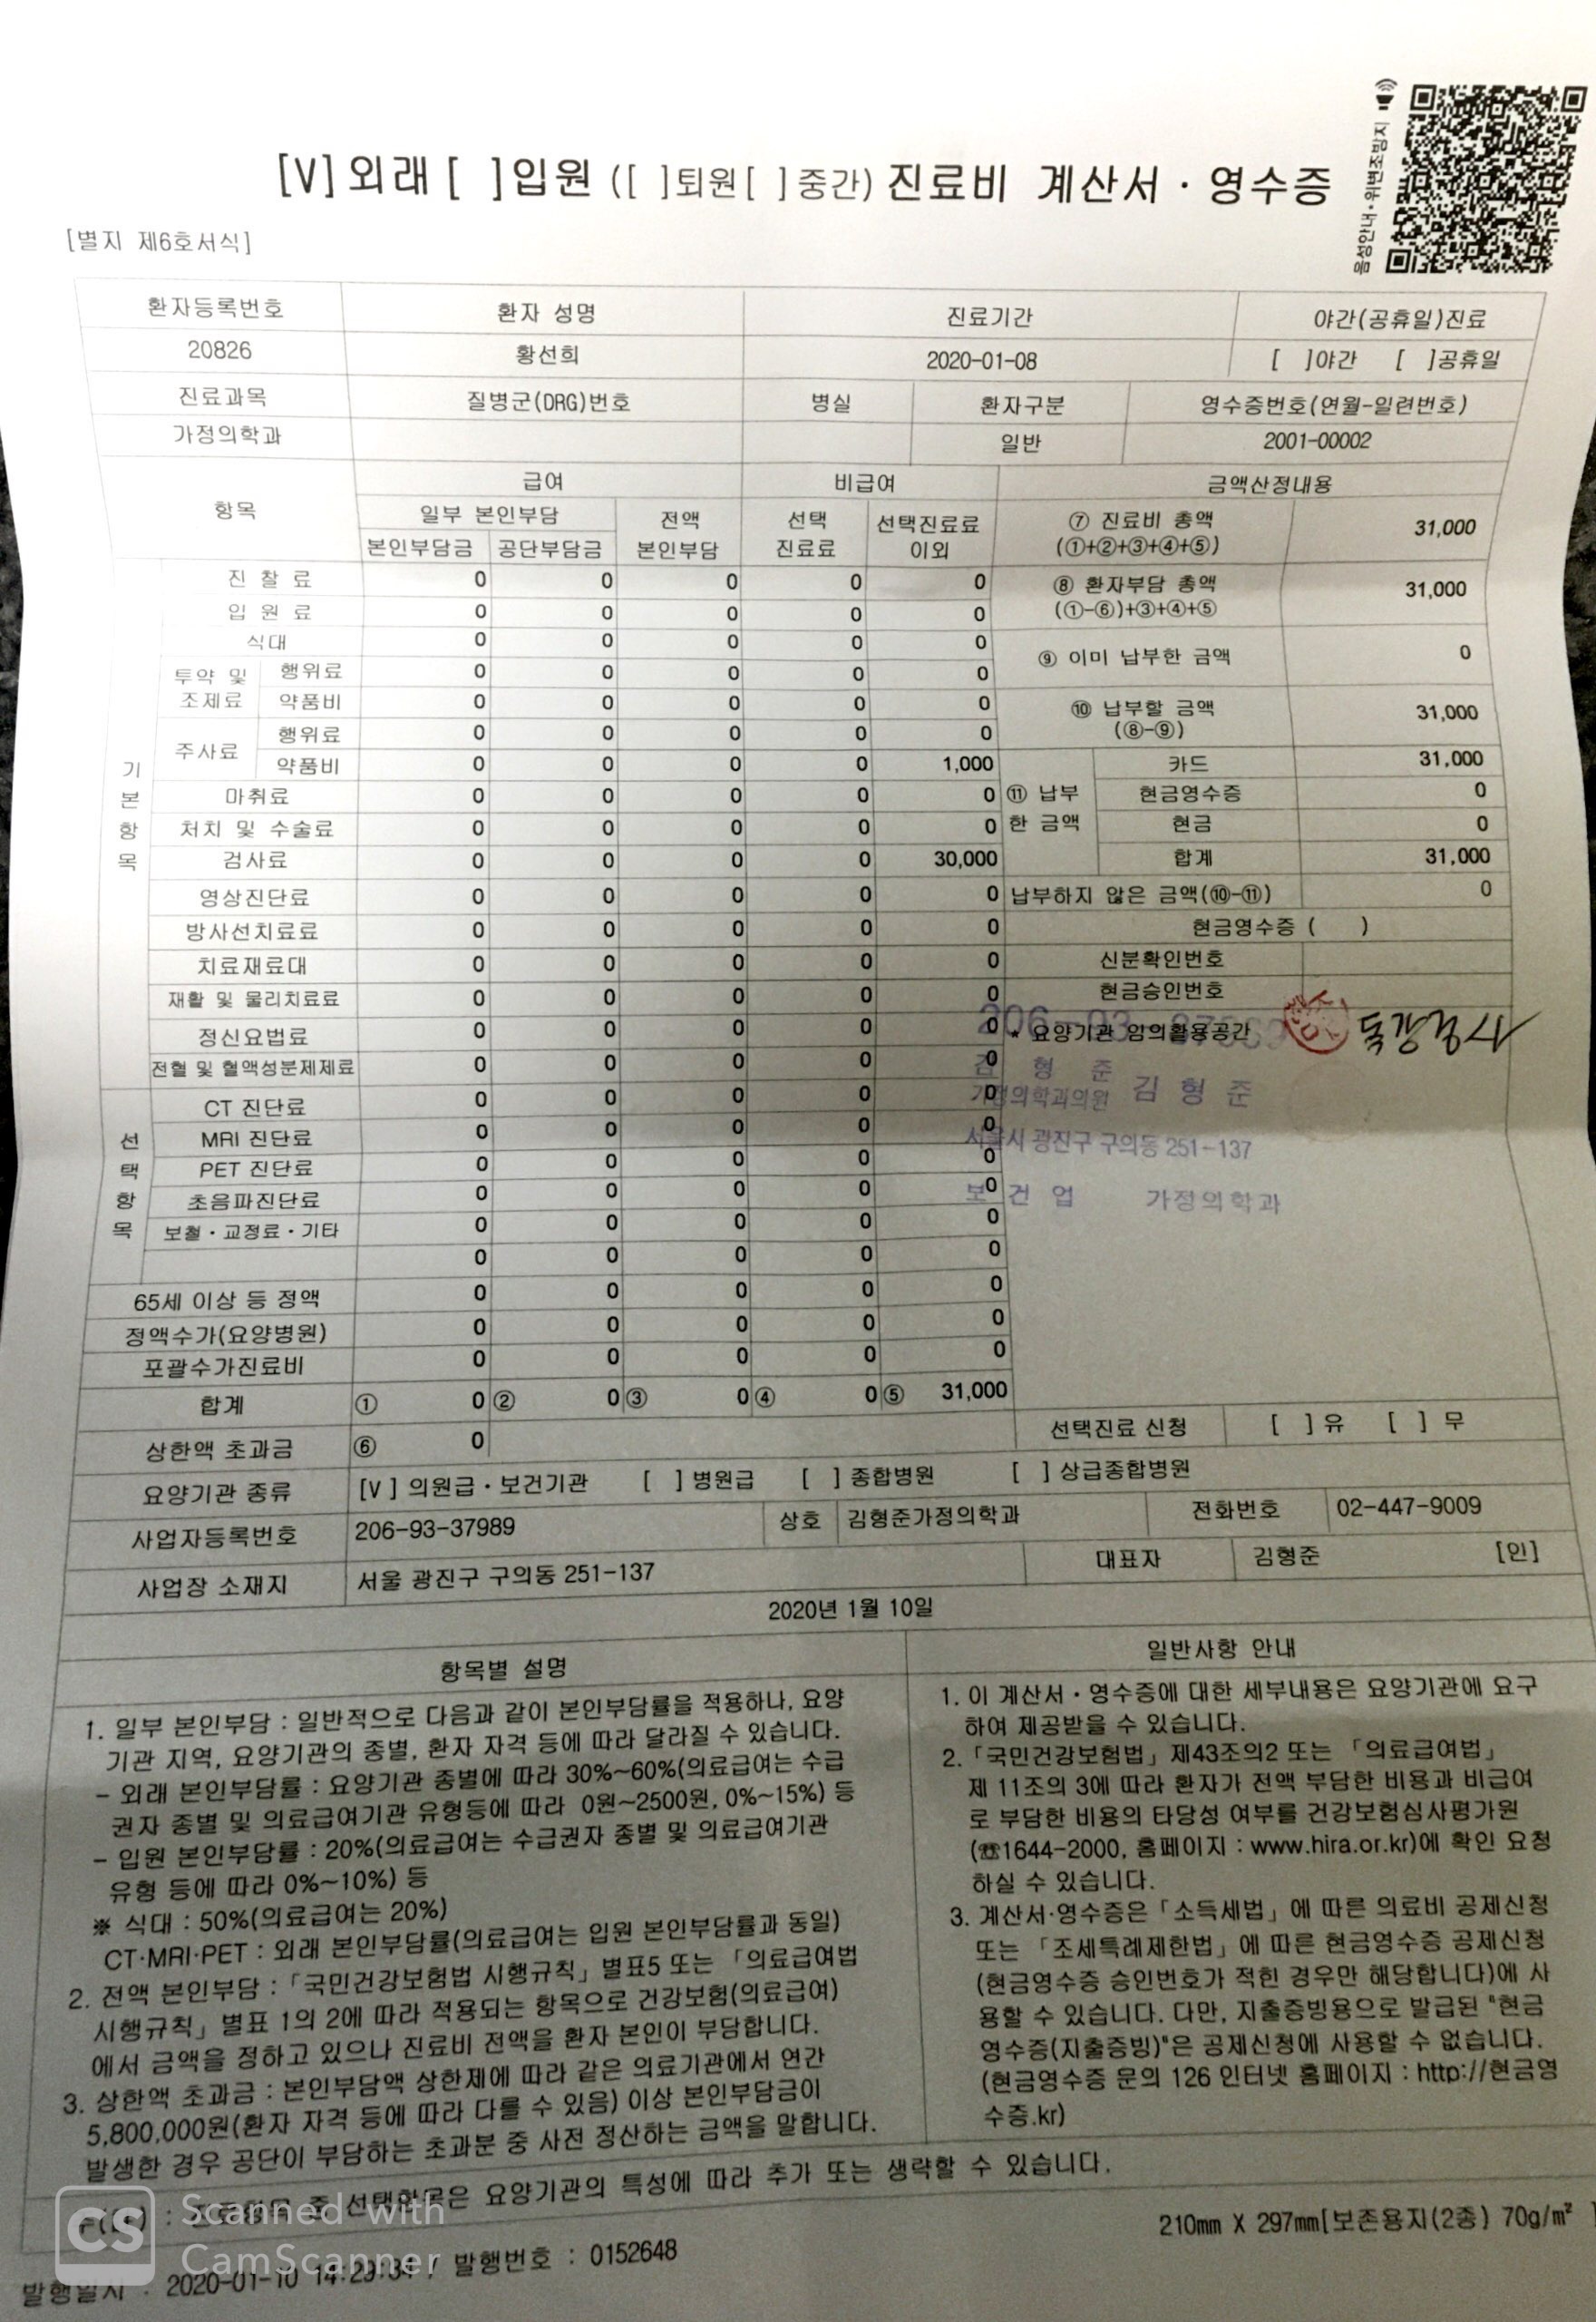 음성안내·위변조방지
[V]외래 [ ]입원 ([ ]퇴원[ ]중간) 진료비 계산서 · 영수증
[별지 제6호서식]
환자등록번호 환자 성명 진료기간 야간(공휴일)진료
20826 황선희 2020-01-08 [ ]야간 [ ]공휴일
진료과목 질병군(DRG)번호 병실 환자구분 영수증번호(연월-일련번호)
가정의학과 일반 2001-00002
항목 급여 비급여 금액산정내용
일부 본인부담 전액 본인부담 선택 진료료 선택진료료 이외 ⑦ 진료비 총액 (①+②+③+④+⑤) 31,000
본인부담금 공단부담금
기본항목
진 찰 료 0 0 0 0 0 ⑧ 환자부담 총액 (①-⑥)+③+④+⑤ 31,000
입 원 료 0 0 0 0 0
식대 0 0 0 0 0 ⑨ 이미 납부한 금액 0
투약 및 조제료 행위료 0 0 0 0 0
약품비 0 0 0 0 0 ⑩ 납부할 금액 (⑧-⑨) 31,000
주사료 행위료 0 0 0 0 0
약품비 0 0 0 0 1,000 ⑪ 납부한 금액 카드 31,000
마취료 0 0 0 0 0 현금영수증 0
처치 및 수술료 0 0 0 0 0 현금 0
검사료 0 0 0 0 30,000 합계 31,000
영상진단료 0 0 0 0 0 납부하지 않은 금액(⑩-⑪) 0
방사선치료료 0 0 0 0 0 현금영수증 ( )
치료재료대 0 0 0 0 0 신분확인번호
재활 및 물리치료료 0 0 0 0 0 현금승인번호
정신요법료 0 0 0 0 0 * 요양기관 임의활용공간
전혈 및 혈액성분제제료 0 0 0 0 0 김 형 준
선택항목
CT 진단료 0 0 0 0 0 가정의학과의원 김 형 준
MRI 진단료 0 0 0 0 0 서울시 광진구 구의동 251-137
PET 진단료 0 0 0 0 0
초음파진단료 0 0 0 0 0 보 건 업 가정의학과
보철·교정료·기타 0 0 0 0 0
0 0 0 0 0
65세 이상 등 정액 0 0 0 0 0
정액수가(요양병원) 0 0 0 0 0
포괄수가진료비 0 0 0 0 0
합계 ① 0 ② 0 ③ 0 ④ 0 ⑤ 31,000
상한액 초과금 ⑥ 0 선택진료 신청 [ ]유 [ ]무
요양기관 종류 [V] 의원급·보건기관 [ ]병원급 [ ]종합병원 [ ]상급종합병원
사업자등록번호 206-93-37989 상호 김형준가정의학과 전화번호 02-447-9009
사업장 소재지 서울 광진구 구의동 251-137 대표자 김형준 [인]
2020년 1월 10일
항목별 설명
1. 일부 본인부담 : 일반적으로 다음과 같이 본인부담률을 적용하나, 요양
기관 지역, 요양기관의 종별, 환자 자격 등에 따라 달라질 수 있습니다.
- 외래 본인부담률 : 요양기관 종별에 따라 30%~60%(의료급여는 수급
권자 종별 및 의료급여기관 유형등에 따라 0원~2500원, 0%~15%) 등
- 입원 본인부담률 : 20%(의료급여는 수급권자 종별 및 의료급여기관
유형 등에 따라 0%~10%) 등
※ 식대 : 50%(의료급여는 20%)
CT·MRI·PET : 외래 본인부담률(의료급여는 입원 본인부담률과 동일)
2. 전액 본인부담 : 「국민건강보험법 시행규칙」 별표5 또는 「의료급여법
시행규칙」 별표 1의 2에 따라 적용되는 항목으로 건강보험(의료급여)
에서 금액을 정하고 있으나 진료비 전액을 환자 본인이 부담합니다.
3. 상한액 초과금 : 본인부담액 상한제에 따라 같은 의료기관에서 연간
5,800,000원(환자 자격 등에 따라 다를 수 있음) 이상 본인부담금이
발생한 경우 공단이 부담하는 초과분 중 사전 정산하는 금액을 말합니다.
일반사항 안내
1. 이 계산서·영수증에 대한 세부내용은 요양기관에 요구
하여 제공받을 수 있습니다.
2. 「국민건강보험법」 제43조의2 또는 「의료급여법」
제 11조의 3에 따라 환자가 전액 부담한 비용과 비급여
로 부담한 비용의 타당성 여부를 건강보험심사평가원
(☎1644-2000, 홈페이지 : www.hira.or.kr)에 확인 요청
하실 수 있습니다.
3. 계산서·영수증은 「소득세법」에 따른 의료비 공제신청
또는 「조세특례제한법」에 따른 현금영수증 공제신청
(현금영수증 승인번호가 적힌 경우만 해당합니다)에 사
용할 수 있습니다. 다만, 지출증빙용으로 발급된 "현금
영수증(지출증빙)"은 공제신청에 사용할 수 없습니다.
(현금영수증 문의 126 인터넷 홈페이지 : http://현금영
수증.kr)
: 진료항목 중 선택항목은 요양기관의 특성에 따라 추가 또는 생략할 수 있습니다.
210mm X 297mm[보존용지(2종) 70g/m²
발행일시 : 2020-01-10 14:29:34 / 발행번호 : 0152648
CS Scanned with
CamScanner